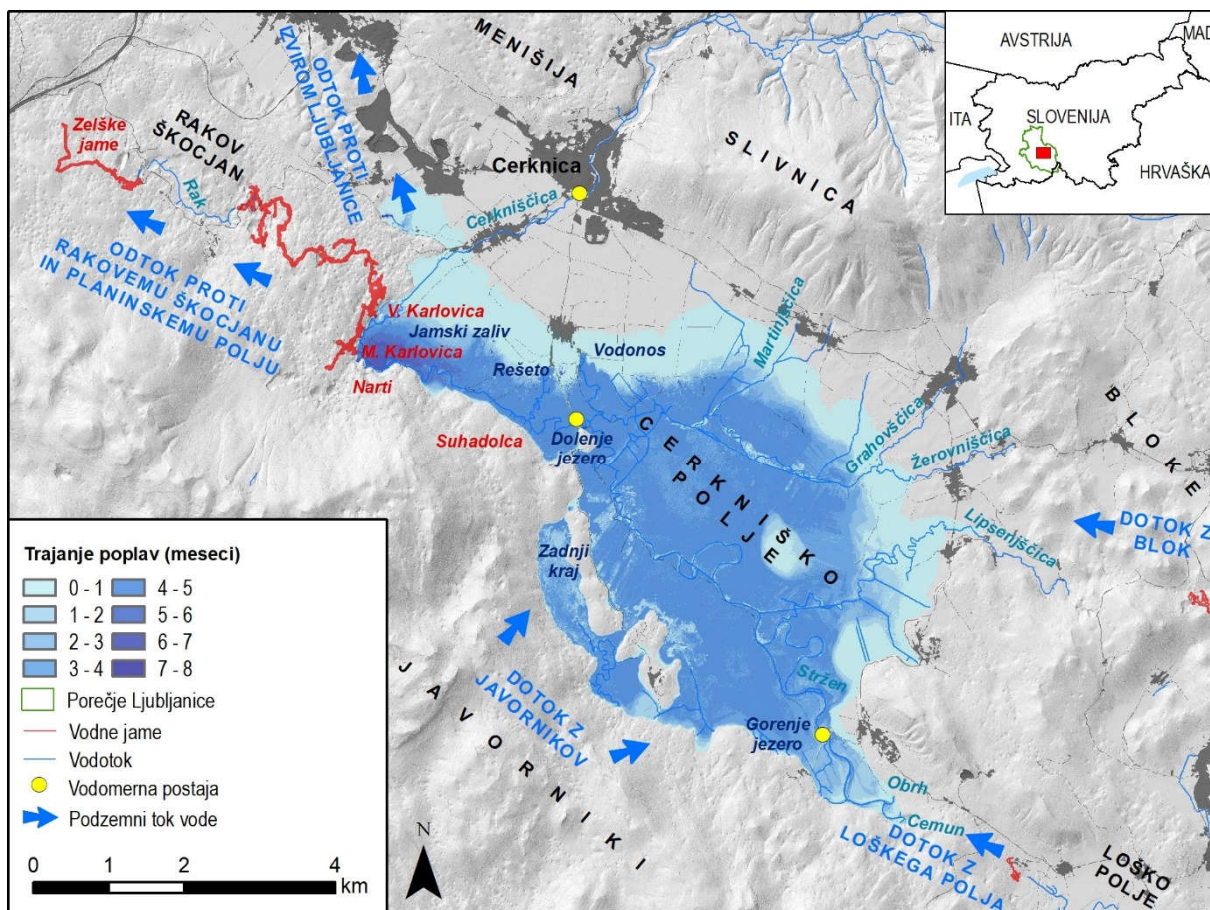 MENIŠIJA
AVSTRIJA
MAD
ITA
SLOVENIJA
HRVAŠKA
ODTOK PROTI
IZVIROM LJUBLJANICE
Zelške
jame
RAKOV
ŠKOCJAN
Rak
Cerknica
SLIVNICA
Cerkniščica
ODTOK PROTI
RAKOVEMU ŠKOCJANU
IN PLANINSKEMU POLJU
V. Karlovica
Jamski zaliv
M. Karlovica
Narti
Rešeto
Vodonos
Martinjščica
Suhadolca
Dolenje
jezero
CERKNIŠKO
POLJE
Grahovščica
Žerovniščica
BLOKE
Lipsenjščica
DOTOK Z
BLOK
Zadnji
kraj
JAVORNIKI
DOTOK Z
JAVORNIKOV
Stržen
Gorenje
jezero
Obrh
Cemun
DOTOK Z
LOŠKEGA POLJA
LOŠKO
POLJE
Trajanje poplav (meseci)
0 - 1 4 - 5
1 - 2 5 - 6
2 - 3 6 - 7
3 - 4 7 - 8
Porečje Ljubljanice
Vodne jame
Vodotok
Vodomerna postaja
Podzemni tok vode
0 1 2 4
km
N